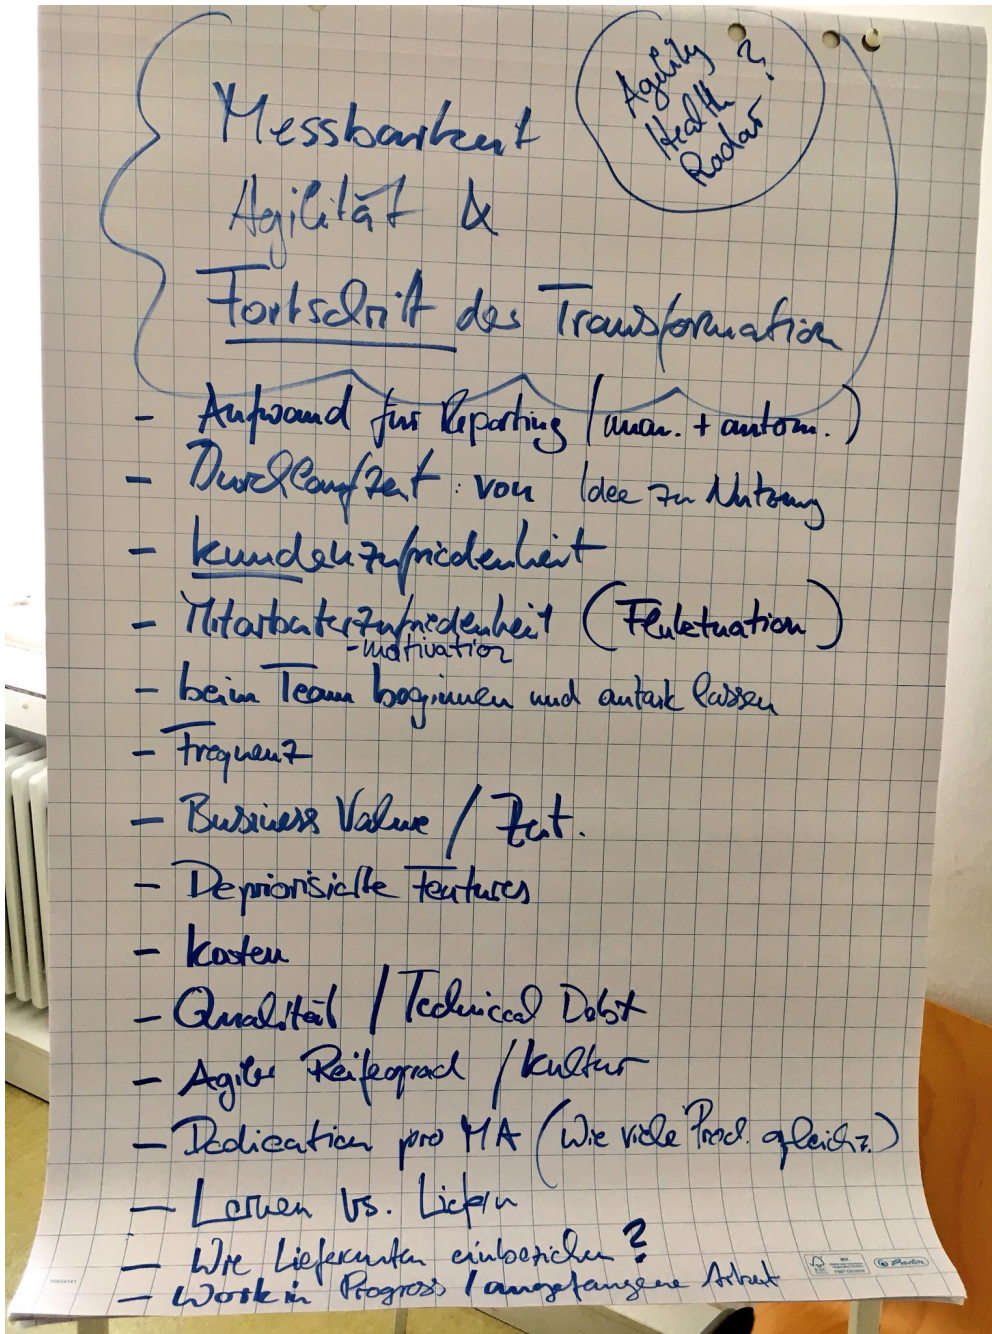 Agility
Health
Radar
?
Messbarkeit
Agilität &
Fortschritt der Transformation
- Aufwand für Reporting (man. + autom.)
- Durchlaufzeit: von Idee zu Nutzung
- Kundenzufriedenheit
- Mitarbeiterzufriedenheit (Fluktuation)
-motivation
- beim Team beginnen und autark lassen
- Frequenz
- Business Value / Zeit.
- Depriorisierte Features
- Kosten
- Qualität / Technical Debt
- Agiler Reifegrad / Kultur
- Dedication pro MA (Wie viele Prod. gleichz.)
- Lernen vs. Liefern
- Wie Lieferanten einbeziehen?
- Work in Progress / angefangene Arbeit